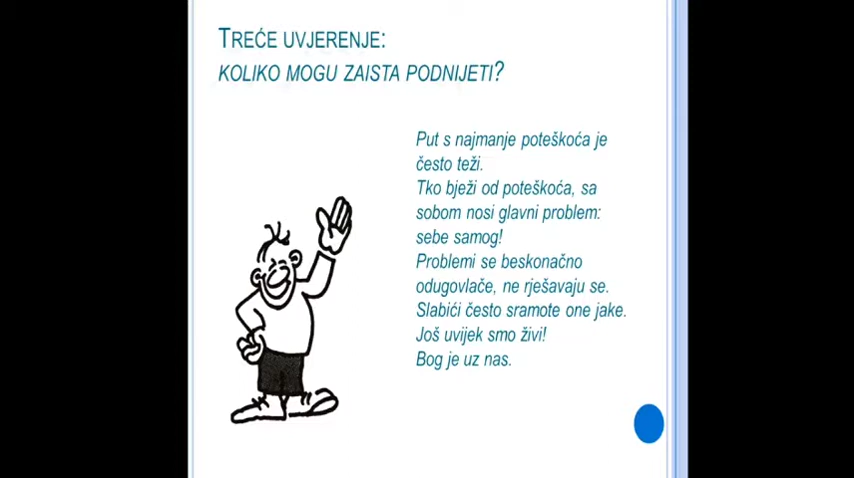 TREĆE UVJERENJE:
KOLIKO MOGU ZAISTA PODNIJETI?
Put s najmanje poteškoća je
često teži.
Tko bježi od poteškoća, sa
sobom nosi glavni problem:
sebe samog!
Problemi se beskonačno
odugovlače, ne rješavaju se.
Slabići često sramote one jake.
Još uvijek smo živi!
Bog je uz nas.